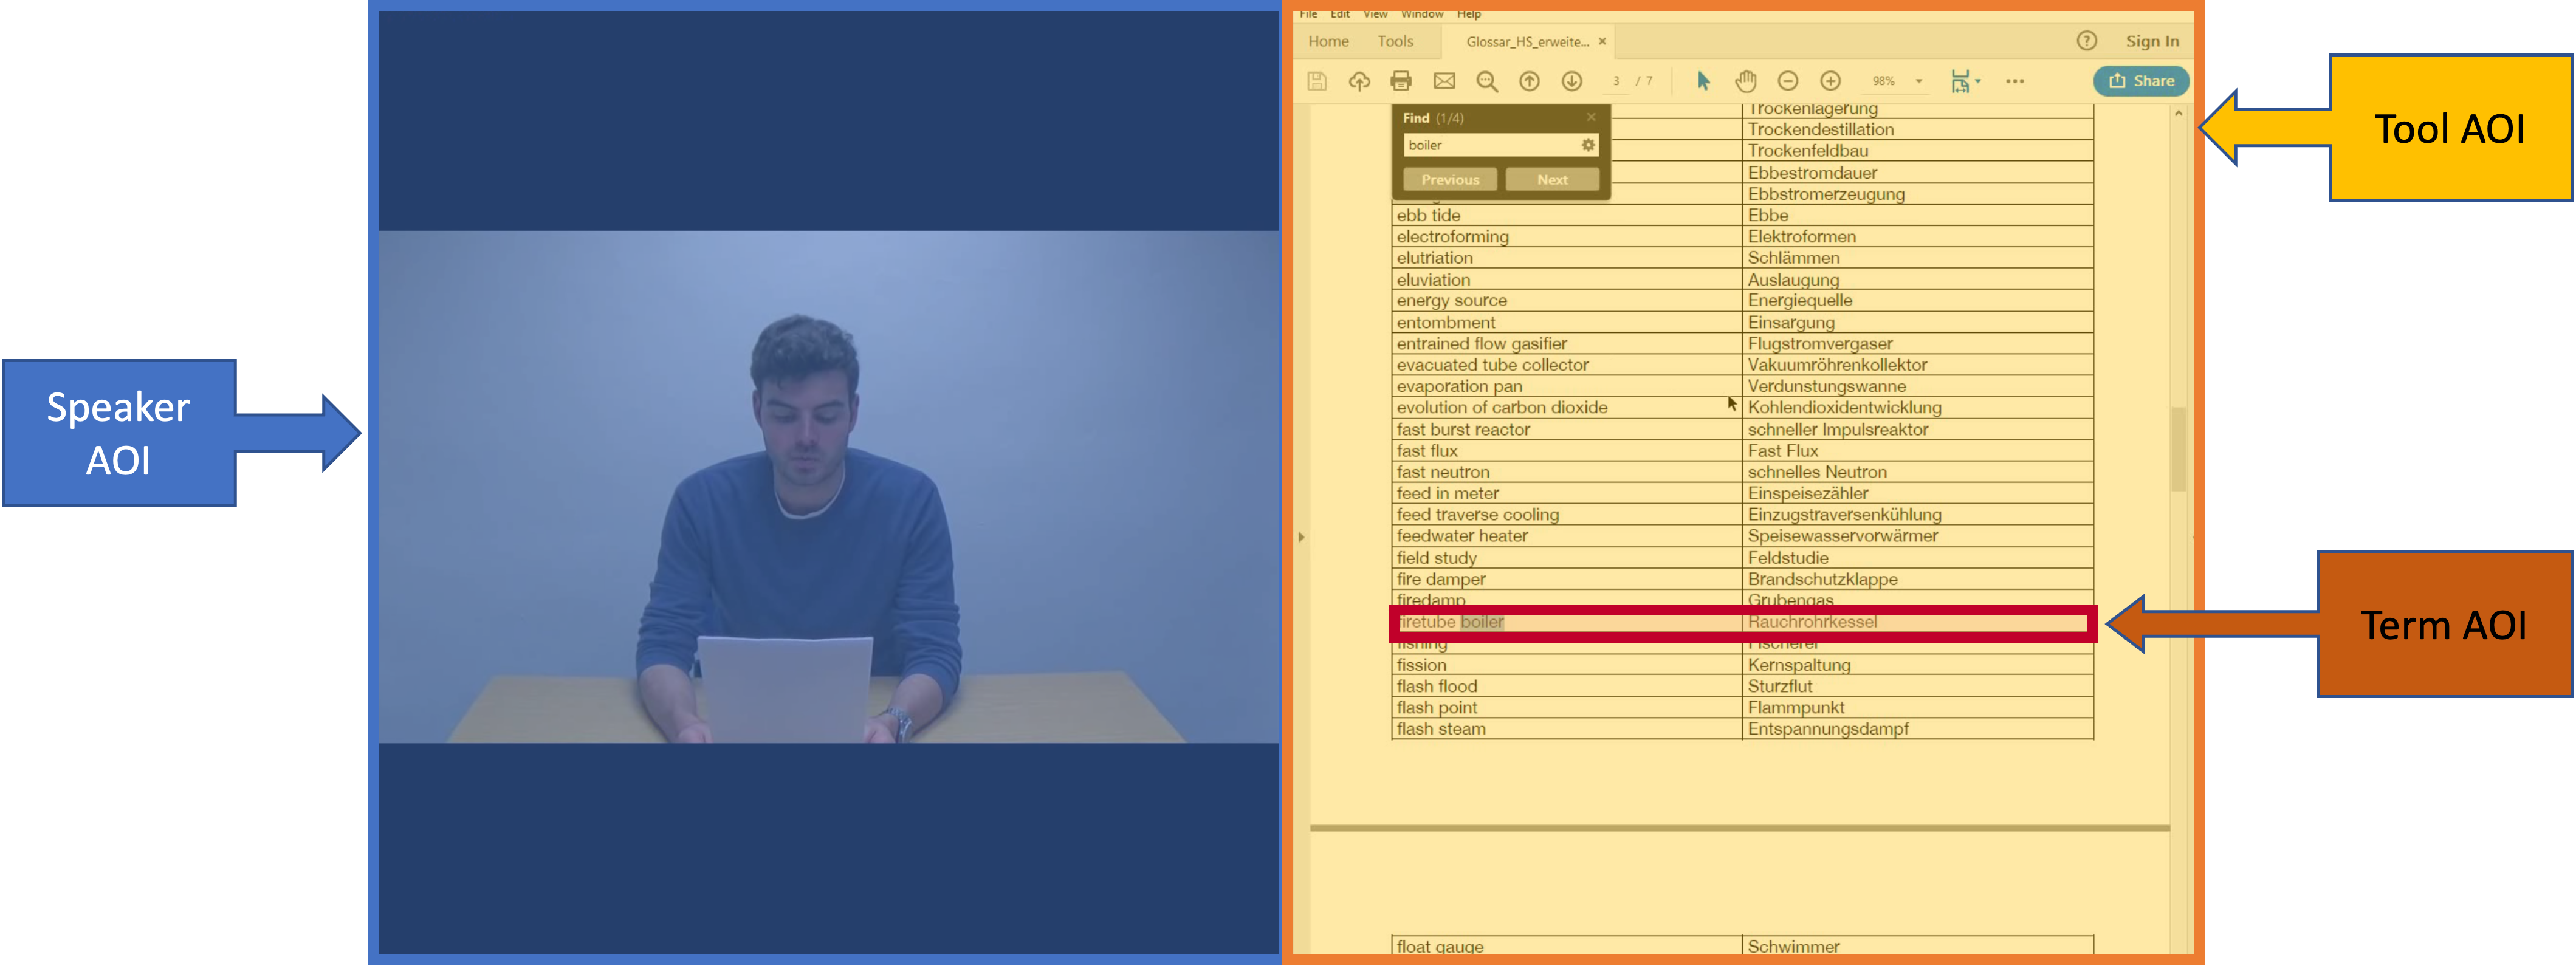 Speaker
AOI
File Edit View Window Help
Home Tools Glossar_HS_erweite... × ? Sign In
3 / 7 98% Share
Find (1/4) ×
boiler
Previous Next
Trockenlagerung
Trockendestillation
Trockenfeldbau
Ebbestromdauer
Ebbstromerzeugung
ebb tide Ebbe
electroforming Elektroformen
elutriation Schlämmen
eluviation Auslaugung
energy source Energiequelle
entombment Einsargung
entrained flow gasifier Flugstromvergaser
evacuated tube collector Vakuumröhrenkollektor
evaporation pan Verdunstungswanne
evolution of carbon dioxide Kohlendioxidentwicklung
fast burst reactor schneller Impulsreaktor
fast flux Fast Flux
fast neutron schnelles Neutron
feed in meter Einspeisezähler
feed traverse cooling Einzugstraversenkühlung
feedwater heater Speisewasservorwärmer
field study Feldstudie
fire damper Brandschutzklappe
firedamp Grubengas
firetube boiler Rauchrohrkessel
fishing Fischerei
fission Kernspaltung
flash flood Sturzflut
flash point Flammpunkt
flash steam Entspannungsdampf
float gauge Schwimmer
Tool AOI
Term AOI